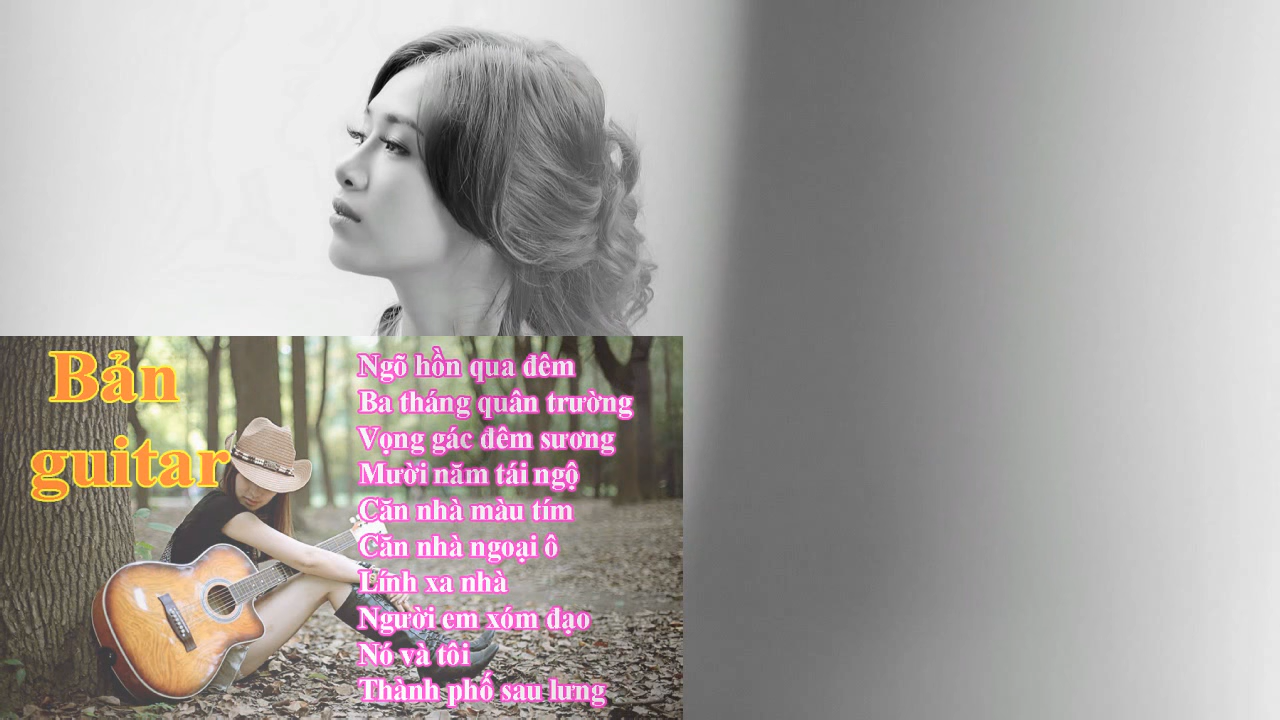 Bản
guitar
Ngõ hồn qua đêm
Ba tháng quân trường
Vọng gác đêm sương
Mười năm tái ngộ
Căn nhà màu tím
Căn nhà ngoại ô
Lính xa nhà
Người em xóm đạo
Nó và tôi
Thành phố sau lưng